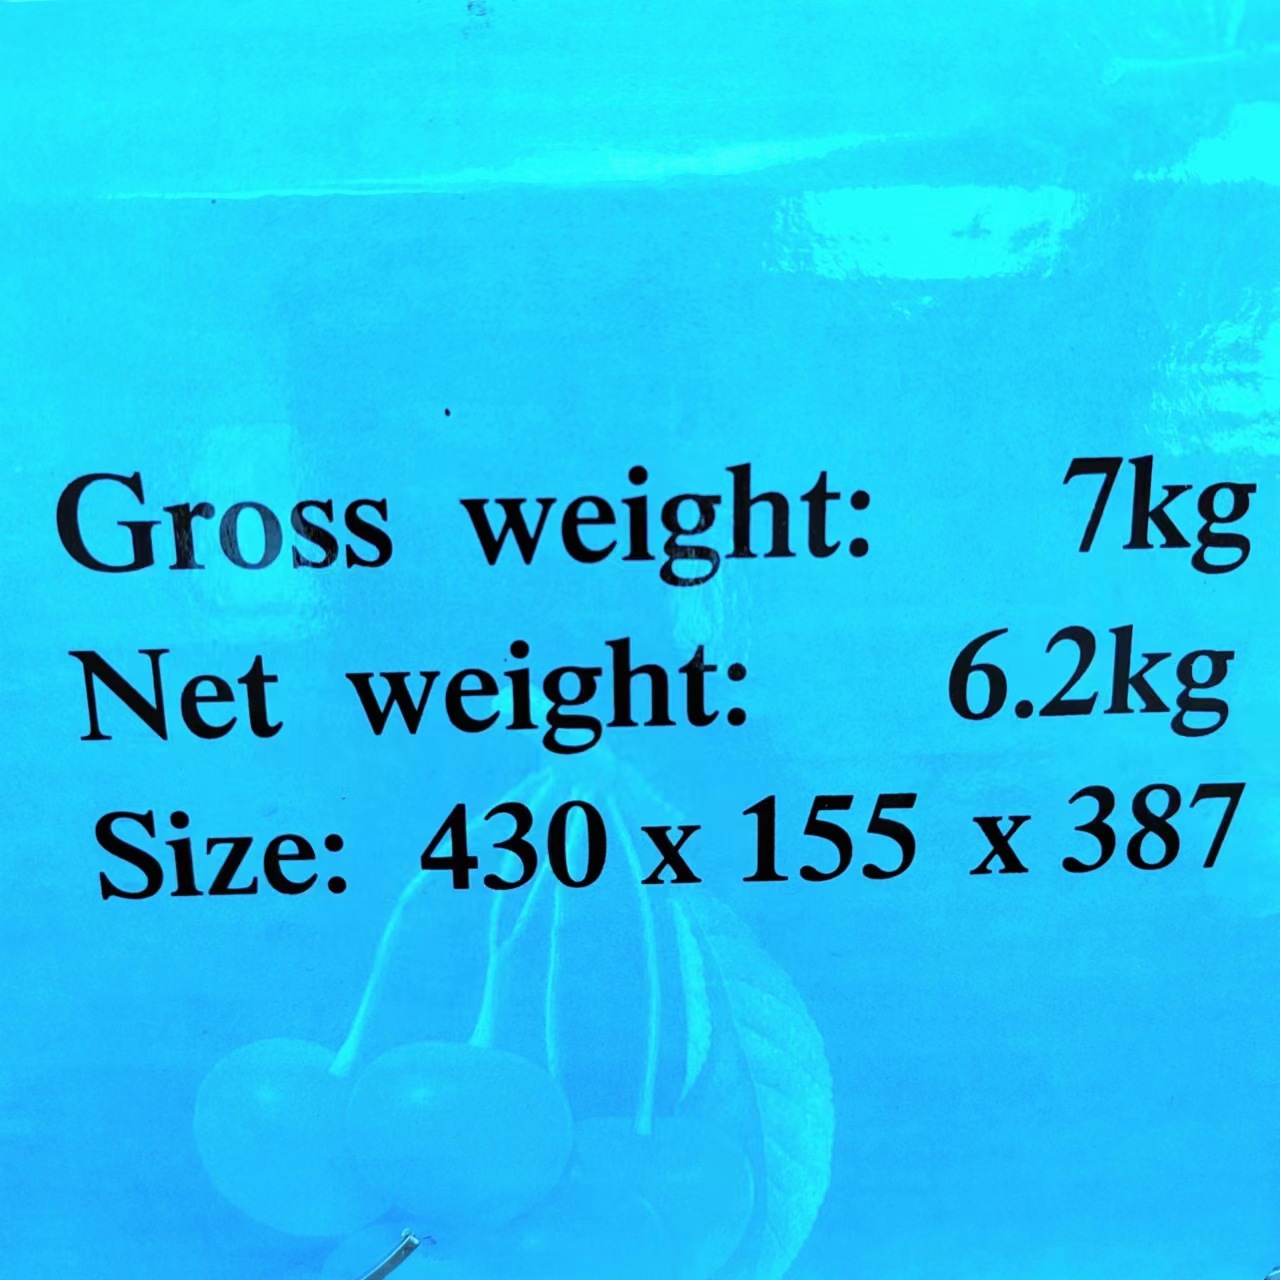 Gross weight: 7kg
Net weight: 6.2kg
Size: 430 x 155 x 387